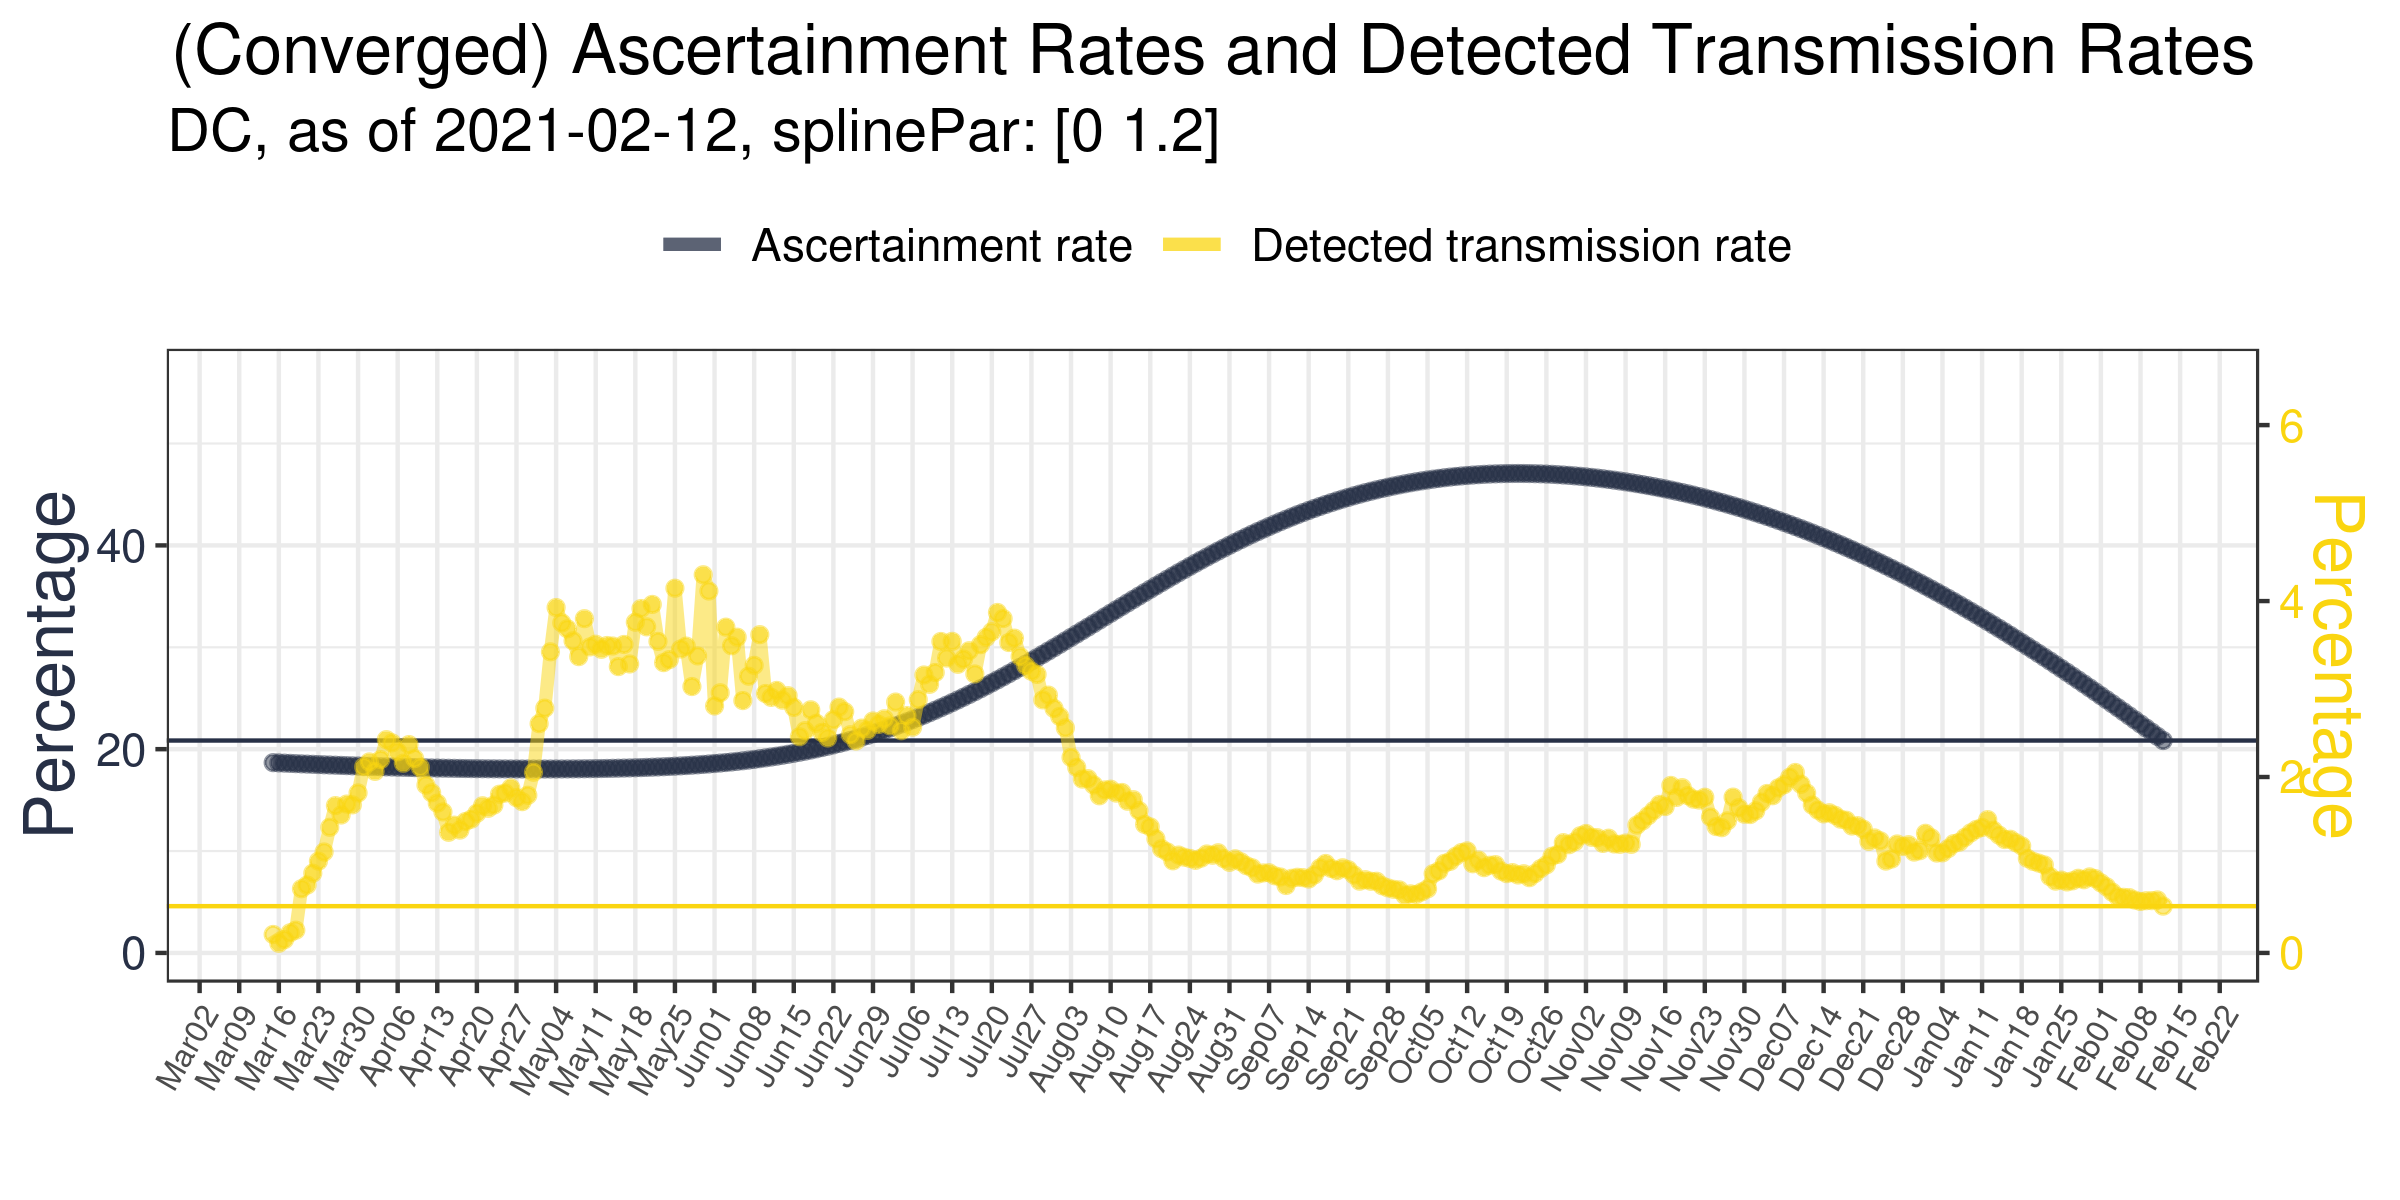 (Converged) Ascertainment Rates and Detected Transmission Rates
DC, as of 2021-02-12, splinePar: [0 1.2]
Ascertainment rate Detected transmission rate
Percentage
40
20
0
6
4
2
0
Percentage
Mar02 Mar09 Mar16 Mar23 Mar30 Apr06 Apr13 Apr20 Apr27 May04 May11 May18 May25 Jun01 Jun08 Jun15 Jun22 Jun29 Jul06 Jul13 Jul20 Jul27 Aug03 Aug10 Aug17 Aug24 Aug31 Sep07 Sep14 Sep21 Sep28 Oct05 Oct12 Oct19 Oct26 Nov02 Nov09 Nov16 Nov23 Nov30 Dec07 Dec14 Dec21 Dec28 Jan04 Jan11 Jan18 Jan25 Feb01 Feb08 Feb15 Feb22